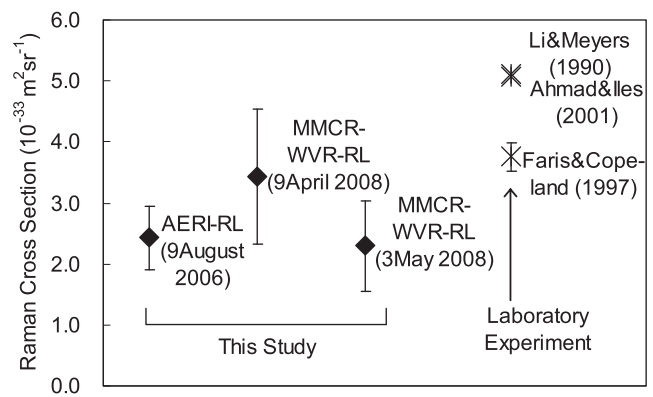 Raman Cross Section (10⁻³³ m²sr⁻¹)
6.0
5.0
4.0
3.0
2.0
1.0
0.0
AERI-RL
(9August
2006)
MMCR-
WVR-RL
(9April 2008)
MMCR-
WVR-RL
(3May 2008)
This Study
Li&Meyers
(1990)
Ahmad&Iles
(2001)
Faris&Cope-
land (1997)
Laboratory
Experiment